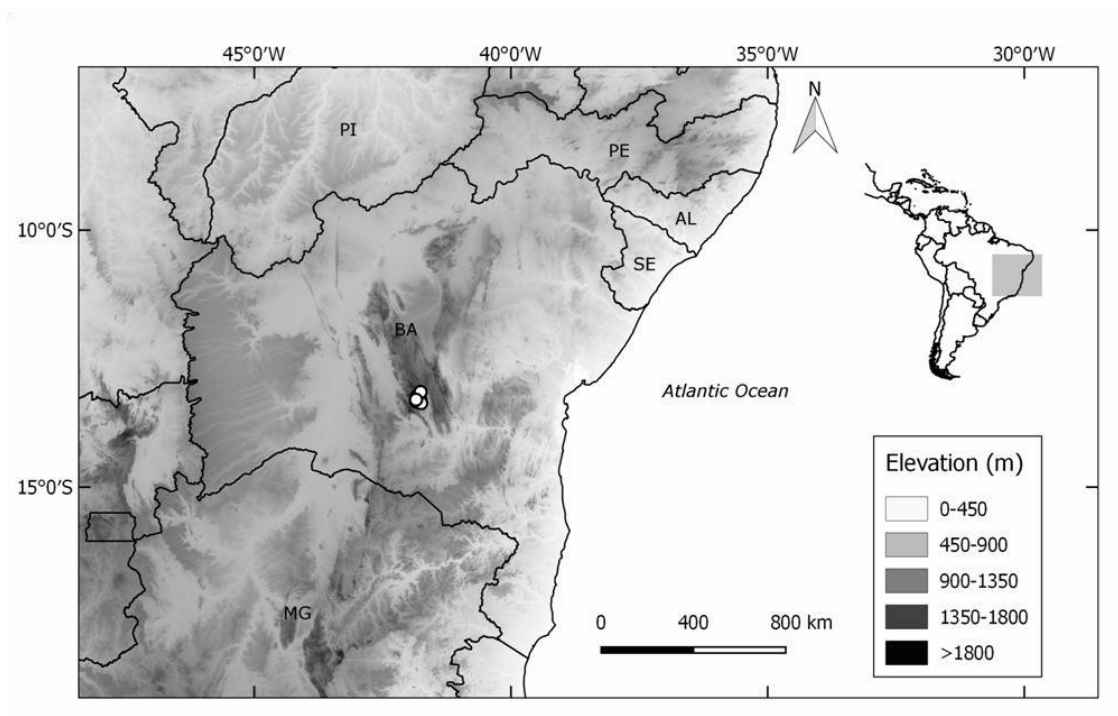 45°0'W 40°0'W 35°0'W 30°0'W
N
PI
PE
AL
10°0'S
SE
BA
Atlantic Ocean
15°0'S
MG
Elevation (m)
0-450
450-900
900-1350
1350-1800
>1800
0 400 800 km